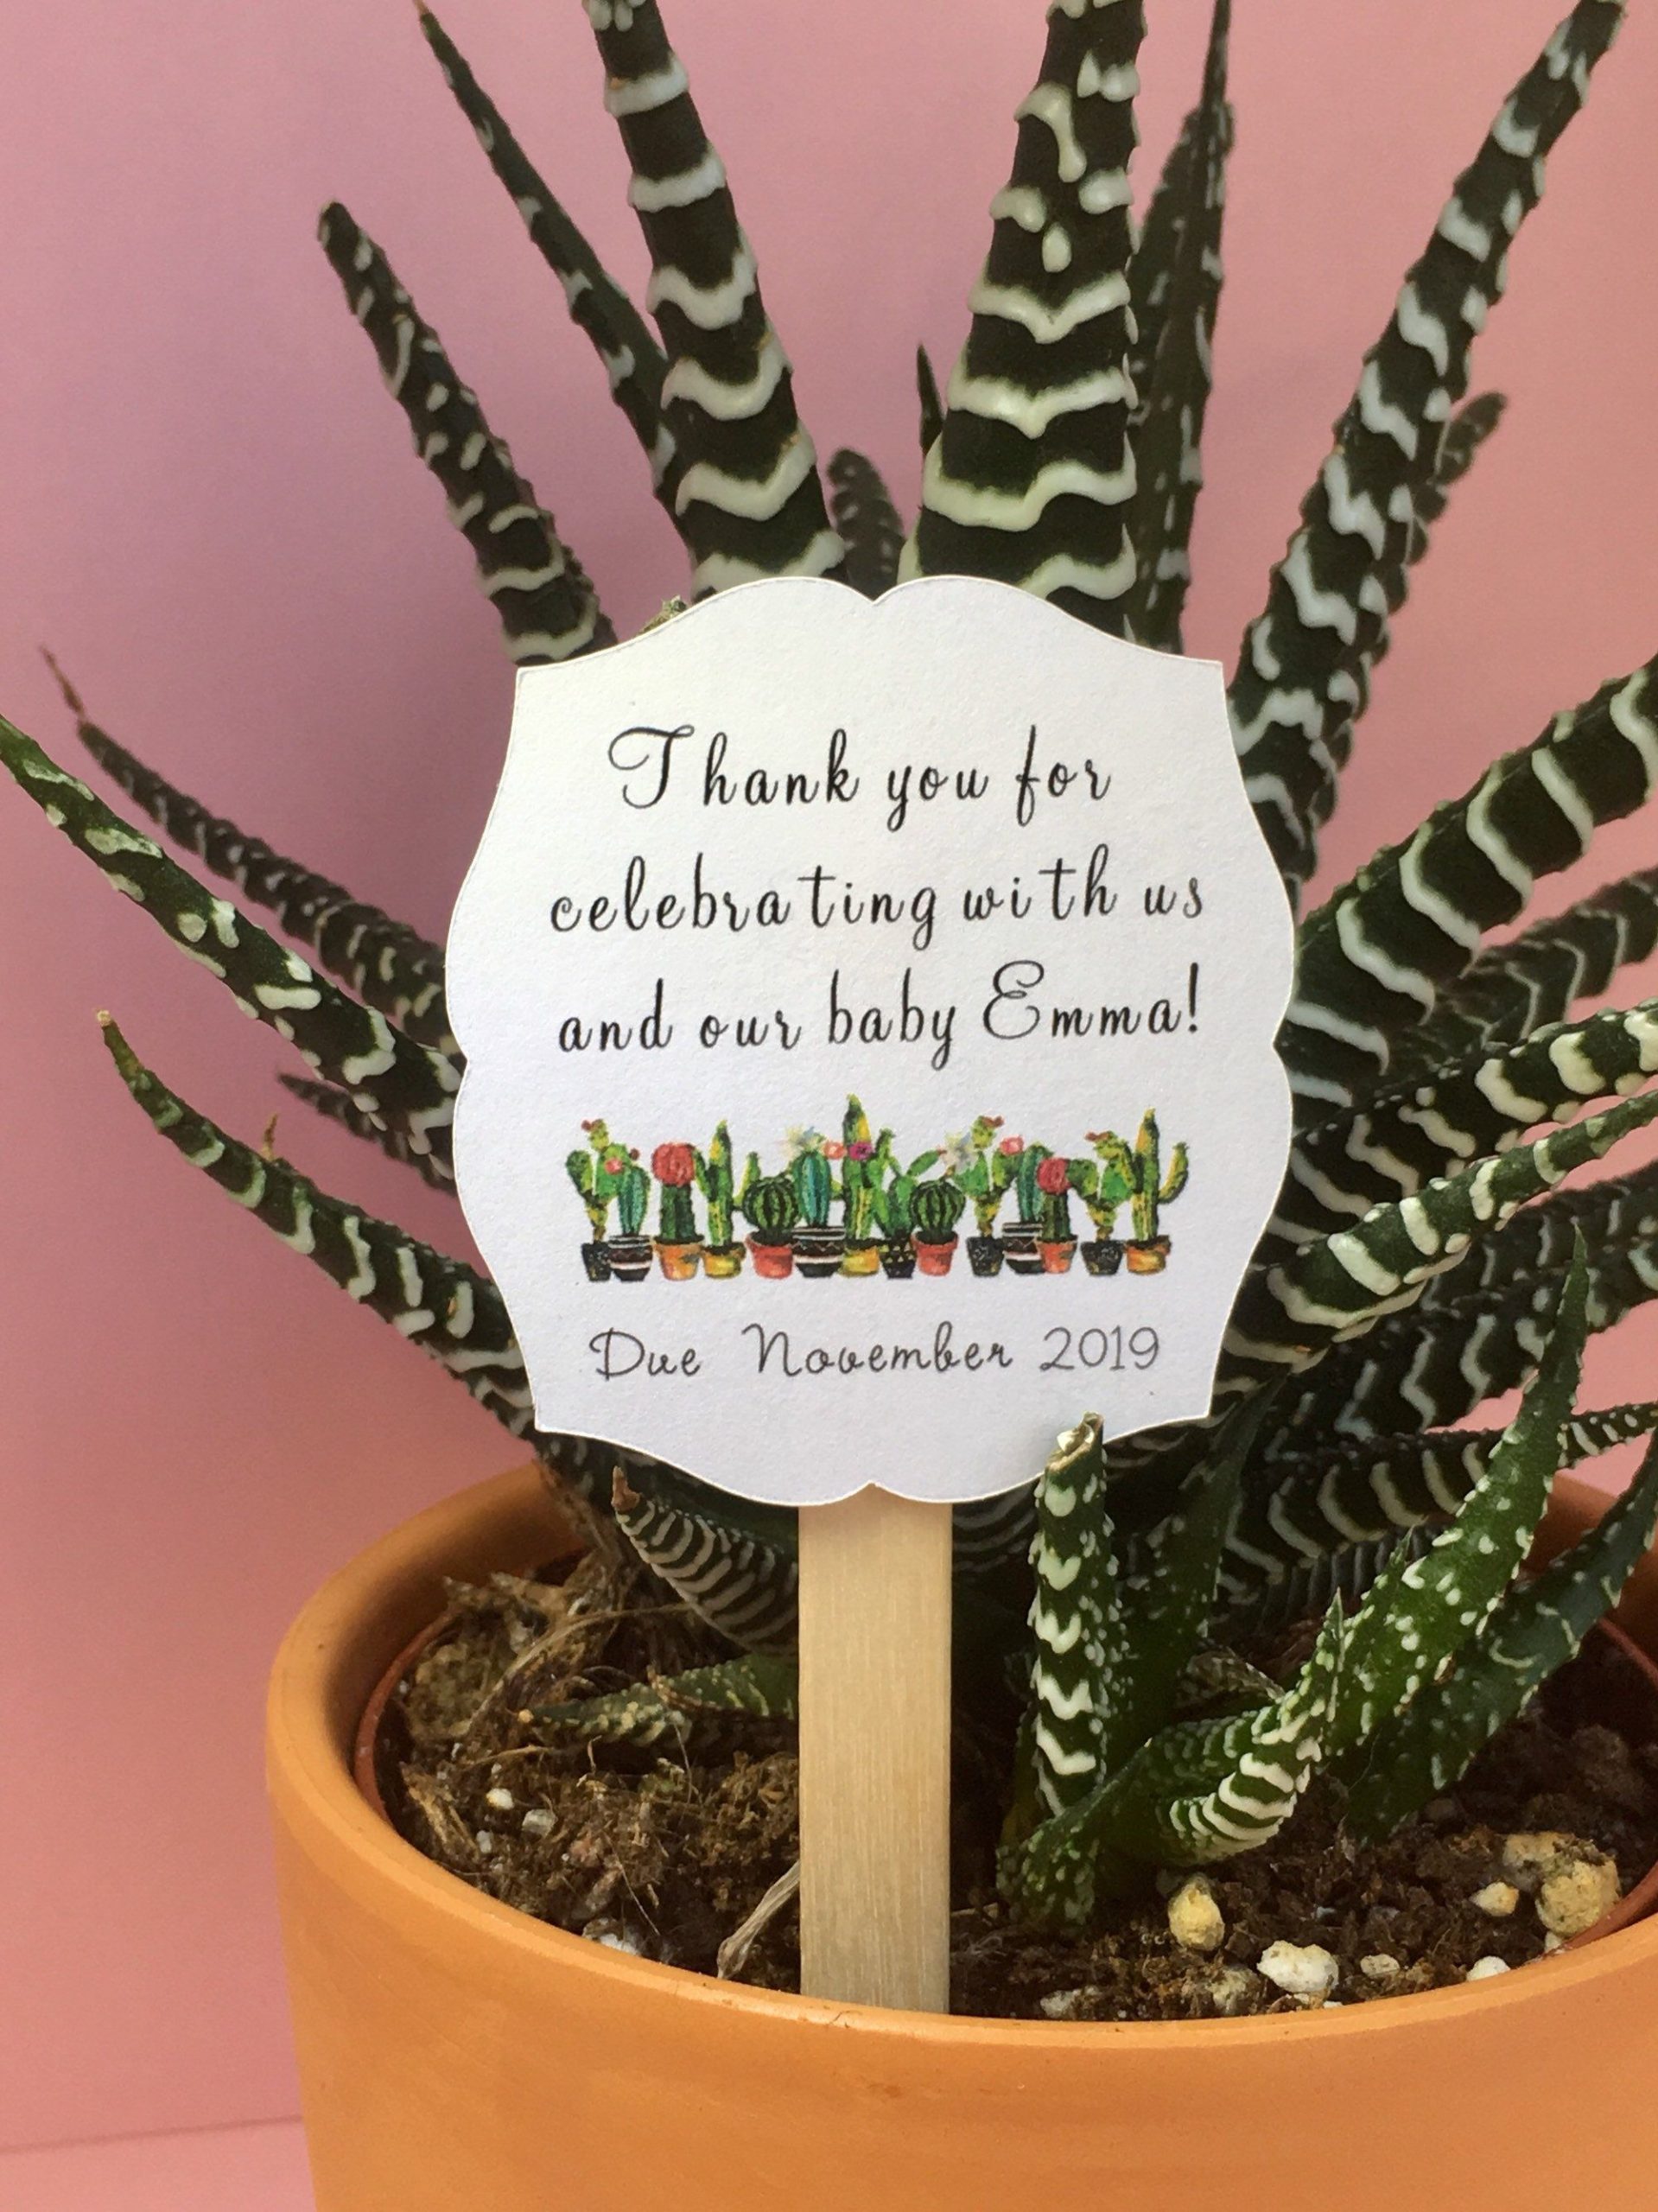 Thank you for
celebrating with us
and our baby Emma!
Due November 2019